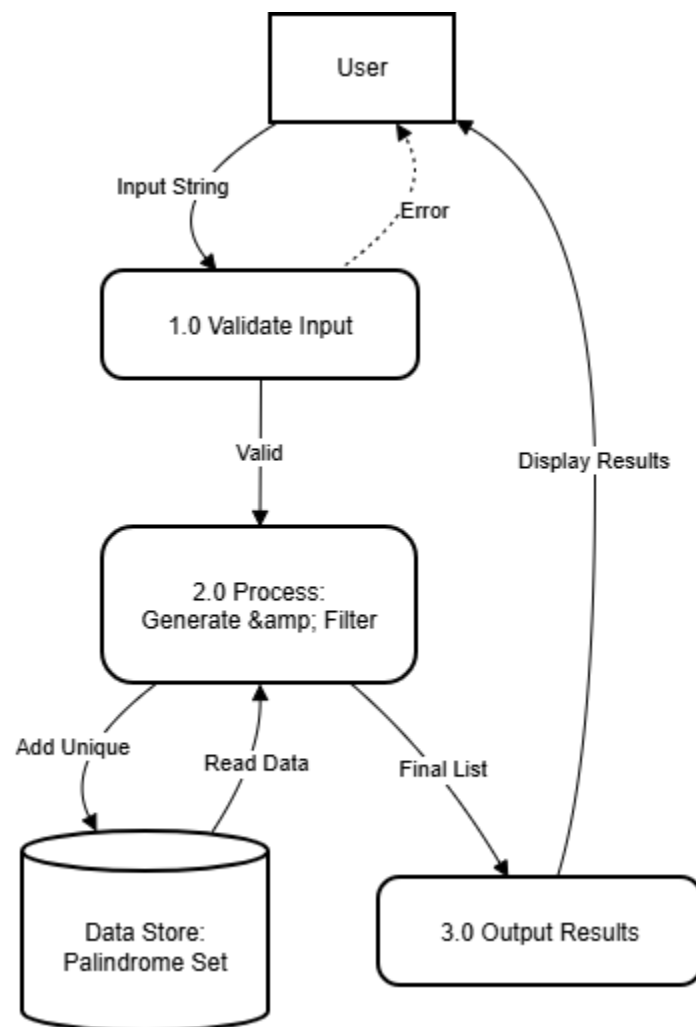 User
Input String
Error
1.0 Validate Input
Valid
Display Results
2.0 Process:
Generate &amp; Filter
Add Unique
Read Data
Final List
Data Store:
Palindrome Set
3.0 Output Results